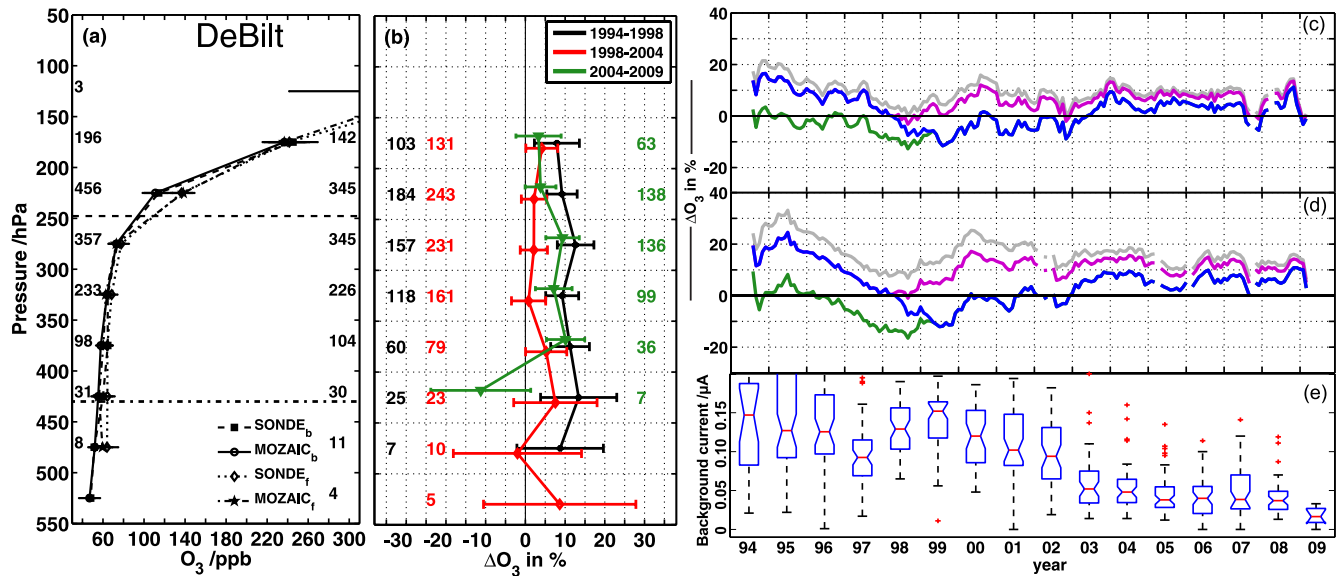 (a)
DeBilt
50
100
150
200
250
300
350
400
450
500
550
Pressure /hPa
3
196
142
456
345
357
345
233
226
98
104
31
30
8
11
4
SONDE_b
MOZAIC_b
SONDE_f
MOZAIC_f
60 100 140 180 220 260 300
O3/ppb
(b)
1994-1998
1998-2004
2004-2009
103 131 63
184 243 138
157 231 136
118 161 99
60 79 36
25 23 7
7 10
5
-30 -20 -10 0 10 20 30
ΔO3 in %
40
20
0
-20
(c)
ΔO3 in %
40
20
0
-20
(d)
0.15
0.10
0.05
0
Background current /μA
(e)
94 95 96 97 98 99 00 01 02 03 04 05 06 07 08 09
year